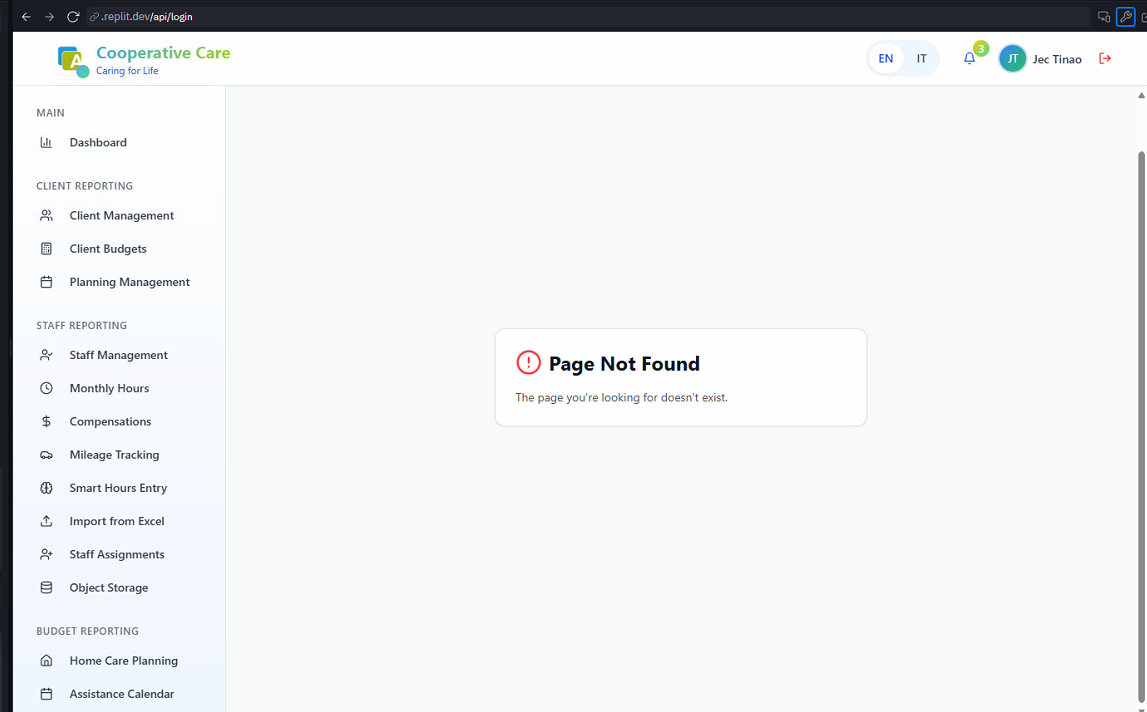 .replit.dev/api/login
A
Cooperative Care
Caring for Life
EN IT
3
JT Jec Tinao
MAIN
Dashboard
CLIENT REPORTING
Client Management
Client Budgets
Planning Management
STAFF REPORTING
Staff Management
Monthly Hours
Compensations
Mileage Tracking
Smart Hours Entry
Import from Excel
Staff Assignments
Object Storage
BUDGET REPORTING
Home Care Planning
Assistance Calendar
Page Not Found
The page you're looking for doesn't exist.